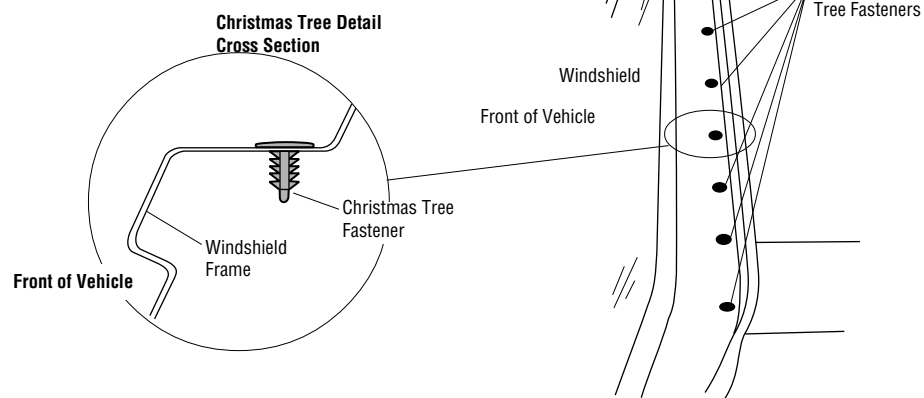 Christmas Tree Detail
Cross Section
Tree Fasteners
Windshield
Front of Vehicle
Christmas Tree
Fastener
Windshield
Frame
Front of Vehicle